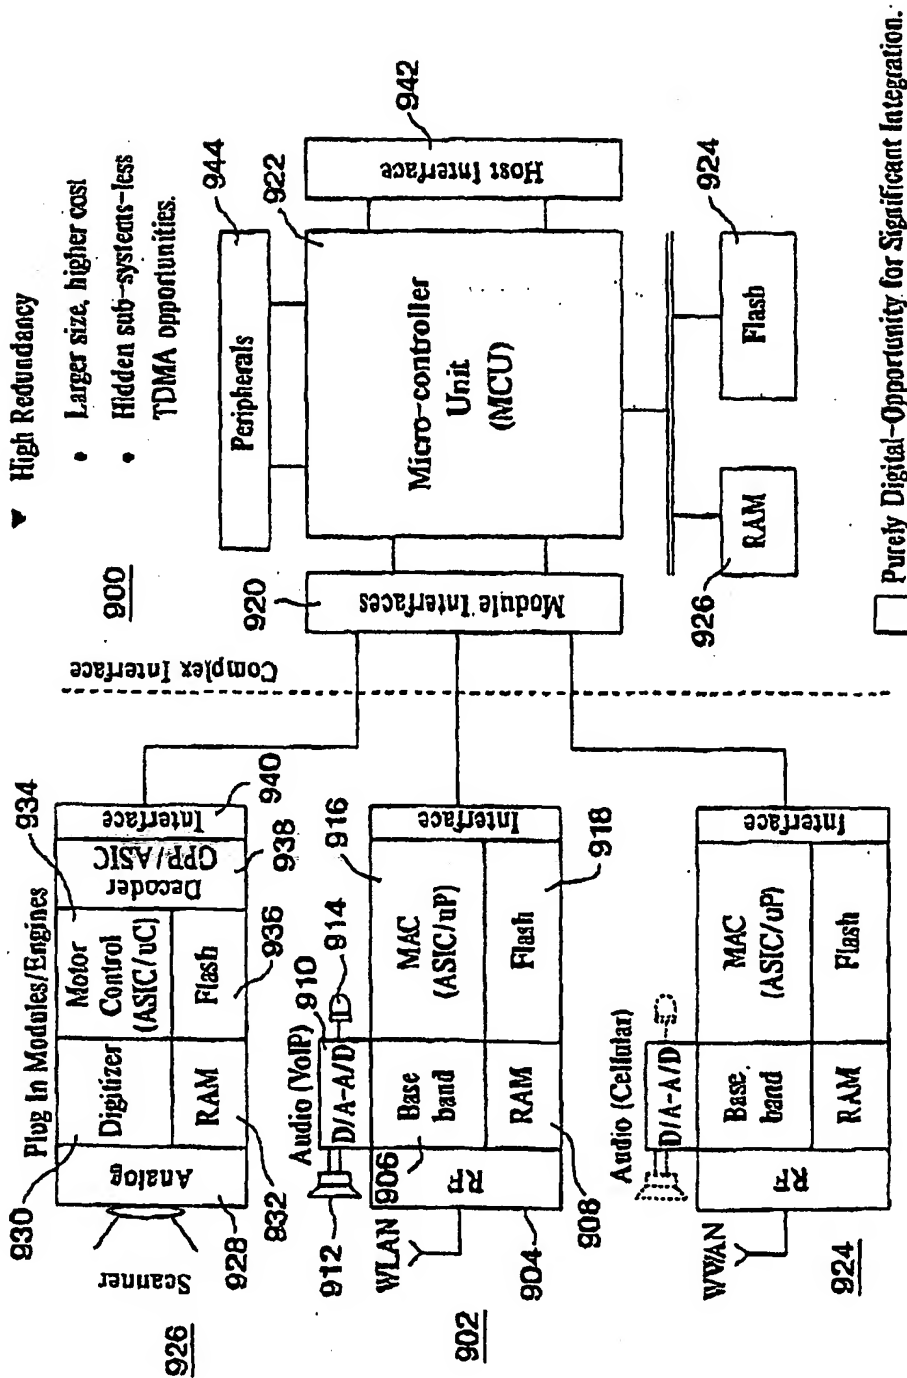 ▼ High Redundancy
• Larger size, higher cost
• Hidden sub-systems-less
TDMA opportunities.
900
Plug In Modules/Engines
Scanner
926
928
Analog
930
Digitizer
932
RAM
934
Motor
Control
(ASIC/uC)
936
Flash
938
Decoder
GPP/ASIC
940
Interface
Complex Interface
Audio (VoIP)
910
912
D/A-A/D
914
WLAN
902
904
RF
906
Base
band
908
RAM
916
MAC
(ASIC/uP)
918
Flash
Interface
Audio (Cellular)
D/A-A/D
WWAN
924
RF
Base
band
RAM
MAC
(ASIC/uP)
Flash
Interface
920
Module Interfaces
944
Peripherals
922
Micro-controller
Unit
(MCU)
942
Host Interface
926
RAM
924
Flash
Purely Digital-Opportunity for Significant Integration.